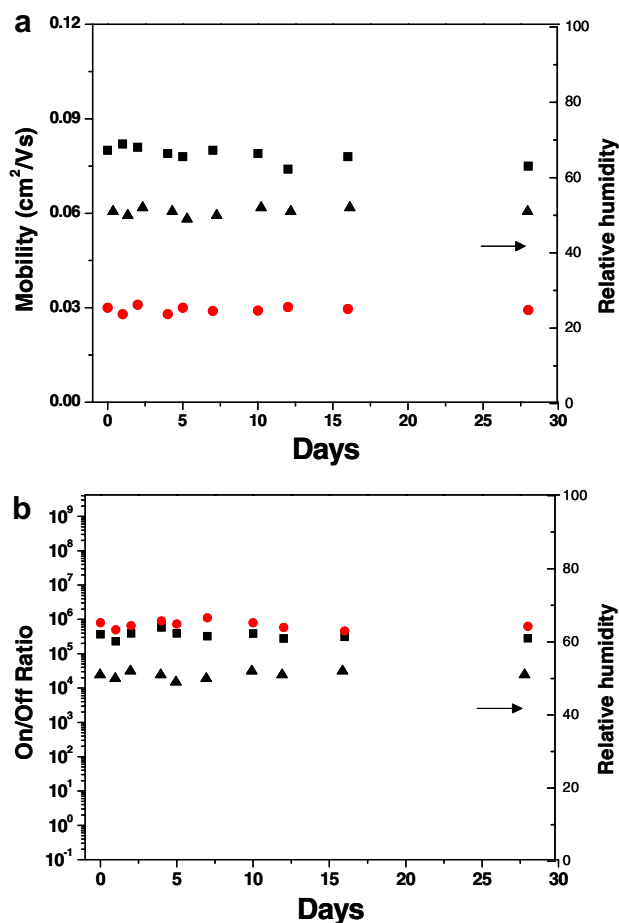 a
0.12
0.09
0.06
0.03
0.00
Mobility (cm²/Vs)
100
80
60
40
20
0
Relative humidity
0 5 10 15 20 25 30
Days
b
10⁹
10⁸
10⁷
10⁶
10⁵
10⁴
10³
10²
10¹
10⁰
10⁻¹
On/Off Ratio
100
80
60
40
20
0
Relative humidity
0 5 10 15 20 25 30
Days